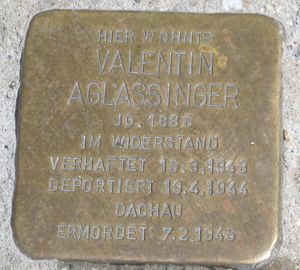 HIER WOHNTE
VALENTIN
AGLASSINGER
JG. 1886
IM WIDERSTAND
VERHAFTET 15.3.1943
DEPORTIERT 19.4.1944
DACHAU
ERMORDET 7.2.1945